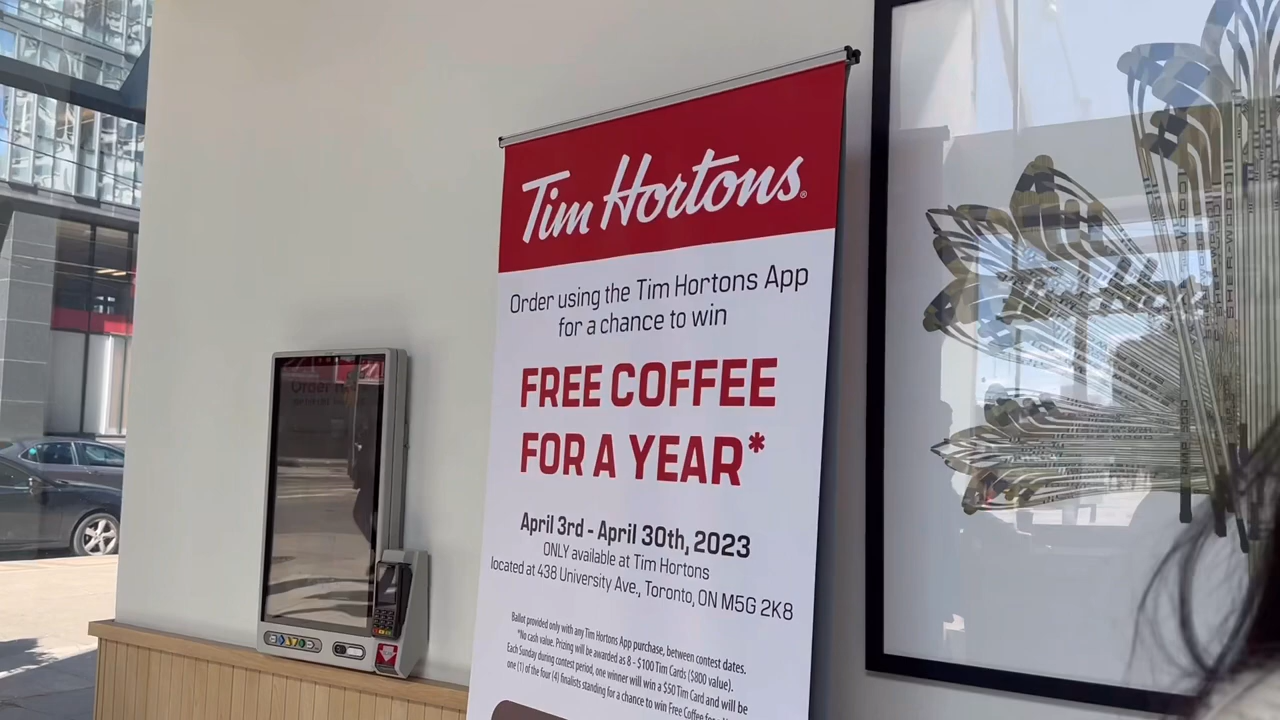 Tim Hortons®
Order using the Tim Hortons App
for a chance to win
FREE COFFEE
FOR A YEAR*
April 3rd - April 30th, 2023
ONLY available at Tim Hortons
located at 438 University Ave., Toronto, ON M5G 2K8
Ballot provided only with any Tim Hortons App purchase, between contest dates.
*No cash value. Prizing will be awarded as 8 - $100 Tim Cards ($800 value).
Each Sunday during contest period, one winner will win a $50 Tim Card and will be
one (1) of the four (4) finalists standing for a chance to win Free Coffee for
Order
SHERWOOD